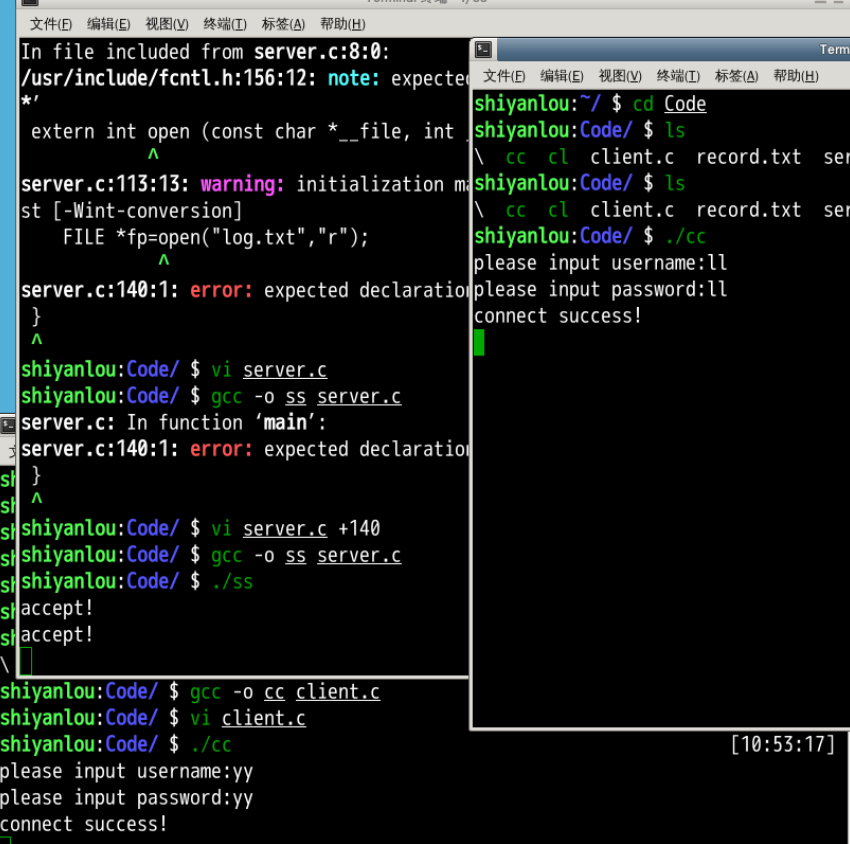 文件(F) 编辑(E) 视图(V) 终端(T) 标签(A) 帮助(H)
In file included from server.c:8:0:
/usr/include/fcntl.h:156:12: note: expected
*’
extern int open (const char *__file, int
^
server.c:113:13: warning: initialization
st [-Wint-conversion]
FILE *fp=open("log.txt","r");
^
server.c:140:1: error: expected declaration
}
^
shiyanlou:Code/ $ vi server.c
shiyanlou:Code/ $ gcc -o ss server.c
server.c: In function ‘main’:
server.c:140:1: error: expected declaration
}
^
shiyanlou:Code/ $ vi server.c +140
shiyanlou:Code/ $ gcc -o ss server.c
shiyanlou:Code/ $ ./ss
accept!
accept!
Term
文件(F) 编辑(E) 视图(V) 终端(T) 标签(A) 帮助(H)
shiyanlou:~/ $ cd Code
shiyanlou:Code/ $ ls
\ cc cl client.c record.txt ser
shiyanlou:Code/ $ ls
\ cc cl client.c record.txt ser
shiyanlou:Code/ $ ./cc
please input username:ll
please input password:ll
connect success!
\
shiyanlou:Code/ $ gcc -o cc client.c
shiyanlou:Code/ $ vi client.c
shiyanlou:Code/ $ ./cc [10:53:17]
please input username:yy
please input password:yy
connect success!